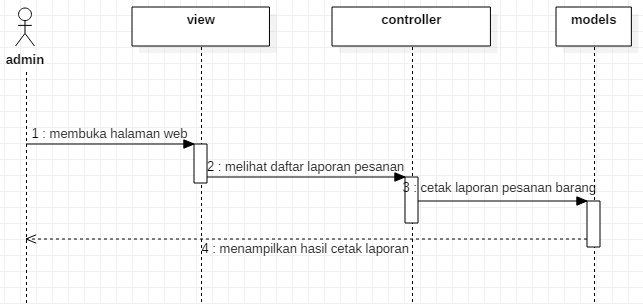 view
controller
models
admin
1 : membuka halaman web
2 : melihat daftar laporan pesanan
3 : cetak laporan pesanan barang
4 : menampilkan hasil cetak laporan